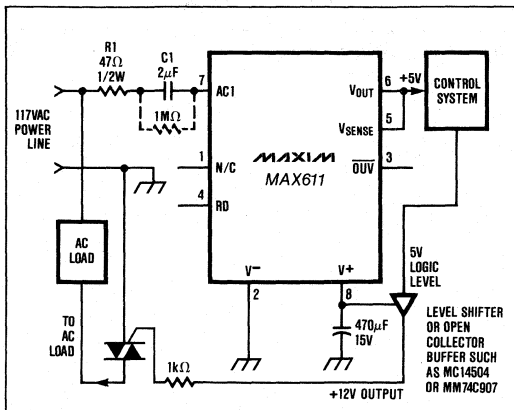 R1
47Ω
1/2W
C1
2μF
7
AC1
1MΩ
117VAC
POWER
LINE
1
N/C
4
RD
MAXIM
MAX611
6
VOUT
+5V
CONTROL
SYSTEM
5
VSENSE
3
OUV
AC
LOAD
V−
2
V+
8
470μF
15V
5V
LOGIC
LEVEL
LEVEL SHIFTER
OR OPEN
COLLECTOR
BUFFER SUCH
AS MC14504
OR MM74C907
TO
AC
LOAD
1kΩ
+12V OUTPUT